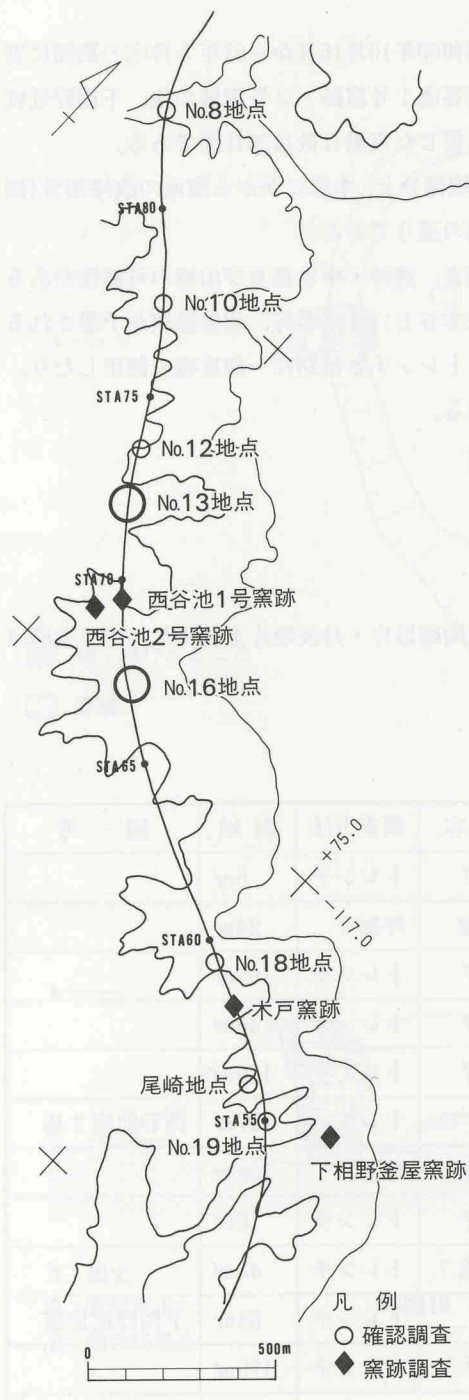 No.8地点
STA80
No.10地点
STA75
No.12地点
No.13地点
STA70
西谷池1号窯跡
西谷池2号窯跡
No.16地点
STA65
+75.0
-117.0
STA60
No.18地点
木戸窯跡
尾崎地点
STA55
No.19地点
下相野釜屋窯跡
凡 例
確認調査
窯跡調査
0 500m